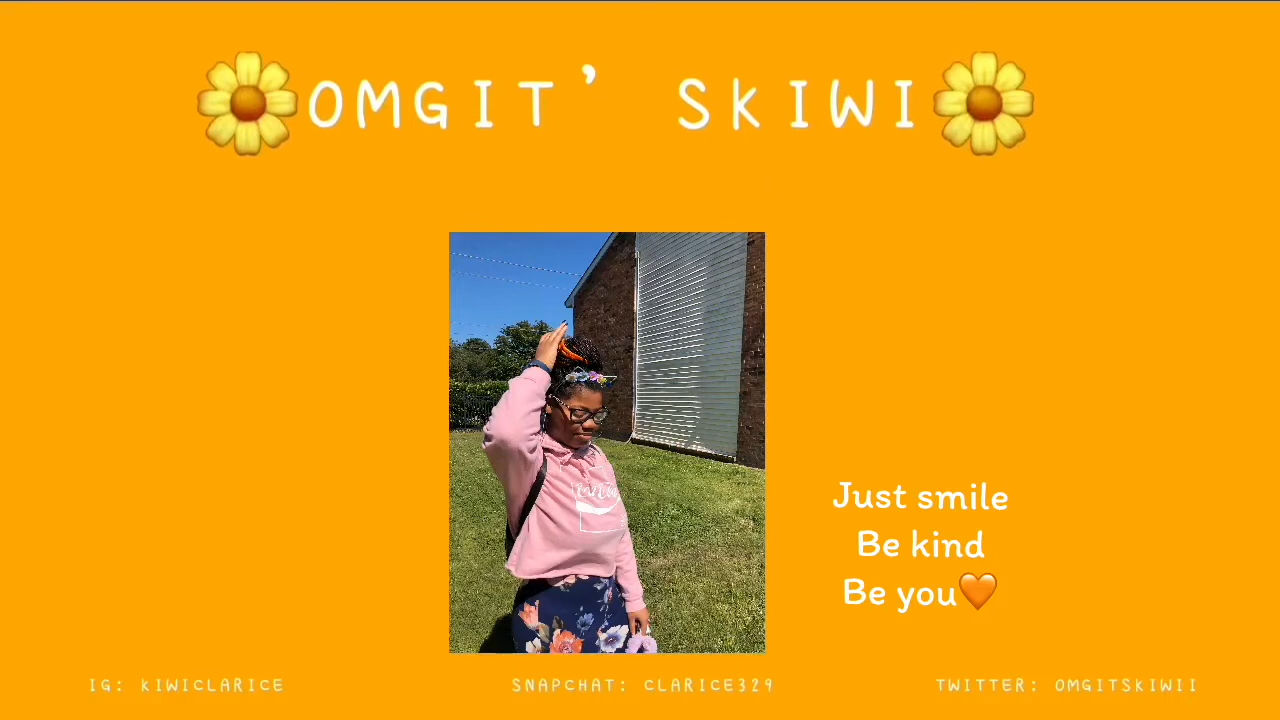 OMGIT' SKIWI
Just smile
Be kind
Be you
IG: KIWICLARICE
SNAPCHAT: CLARICE329
TWITTER: OMGITSKIWII